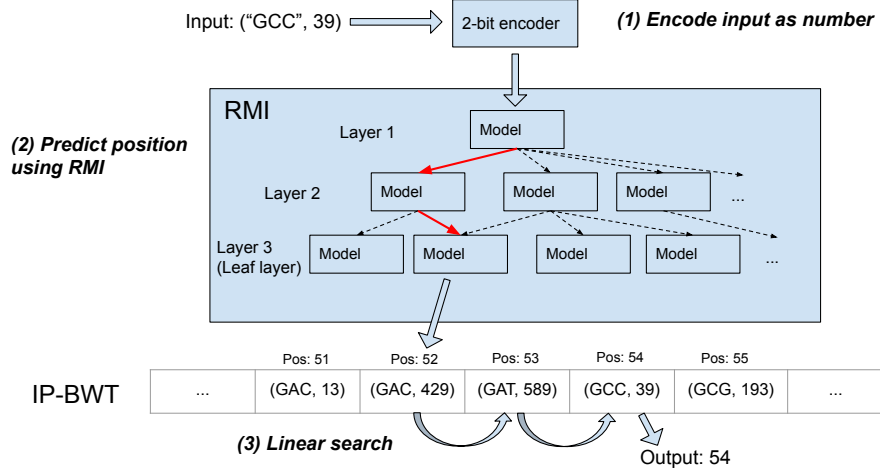 Input: (“GCC”, 39)
2-bit encoder
(1) Encode input as number
RMI
(2) Predict position
using RMI
Layer 1
Model
Layer 2
Model
Model
Model
...
Layer 3
(Leaf layer)
Model
Model
Model
Model
...
Pos: 51
Pos: 52
Pos: 53
Pos: 54
Pos: 55
IP-BWT
...
(GAC, 13)
(GAC, 429)
(GAT, 589)
(GCC, 39)
(GCG, 193)
...
(3) Linear search
Output: 54